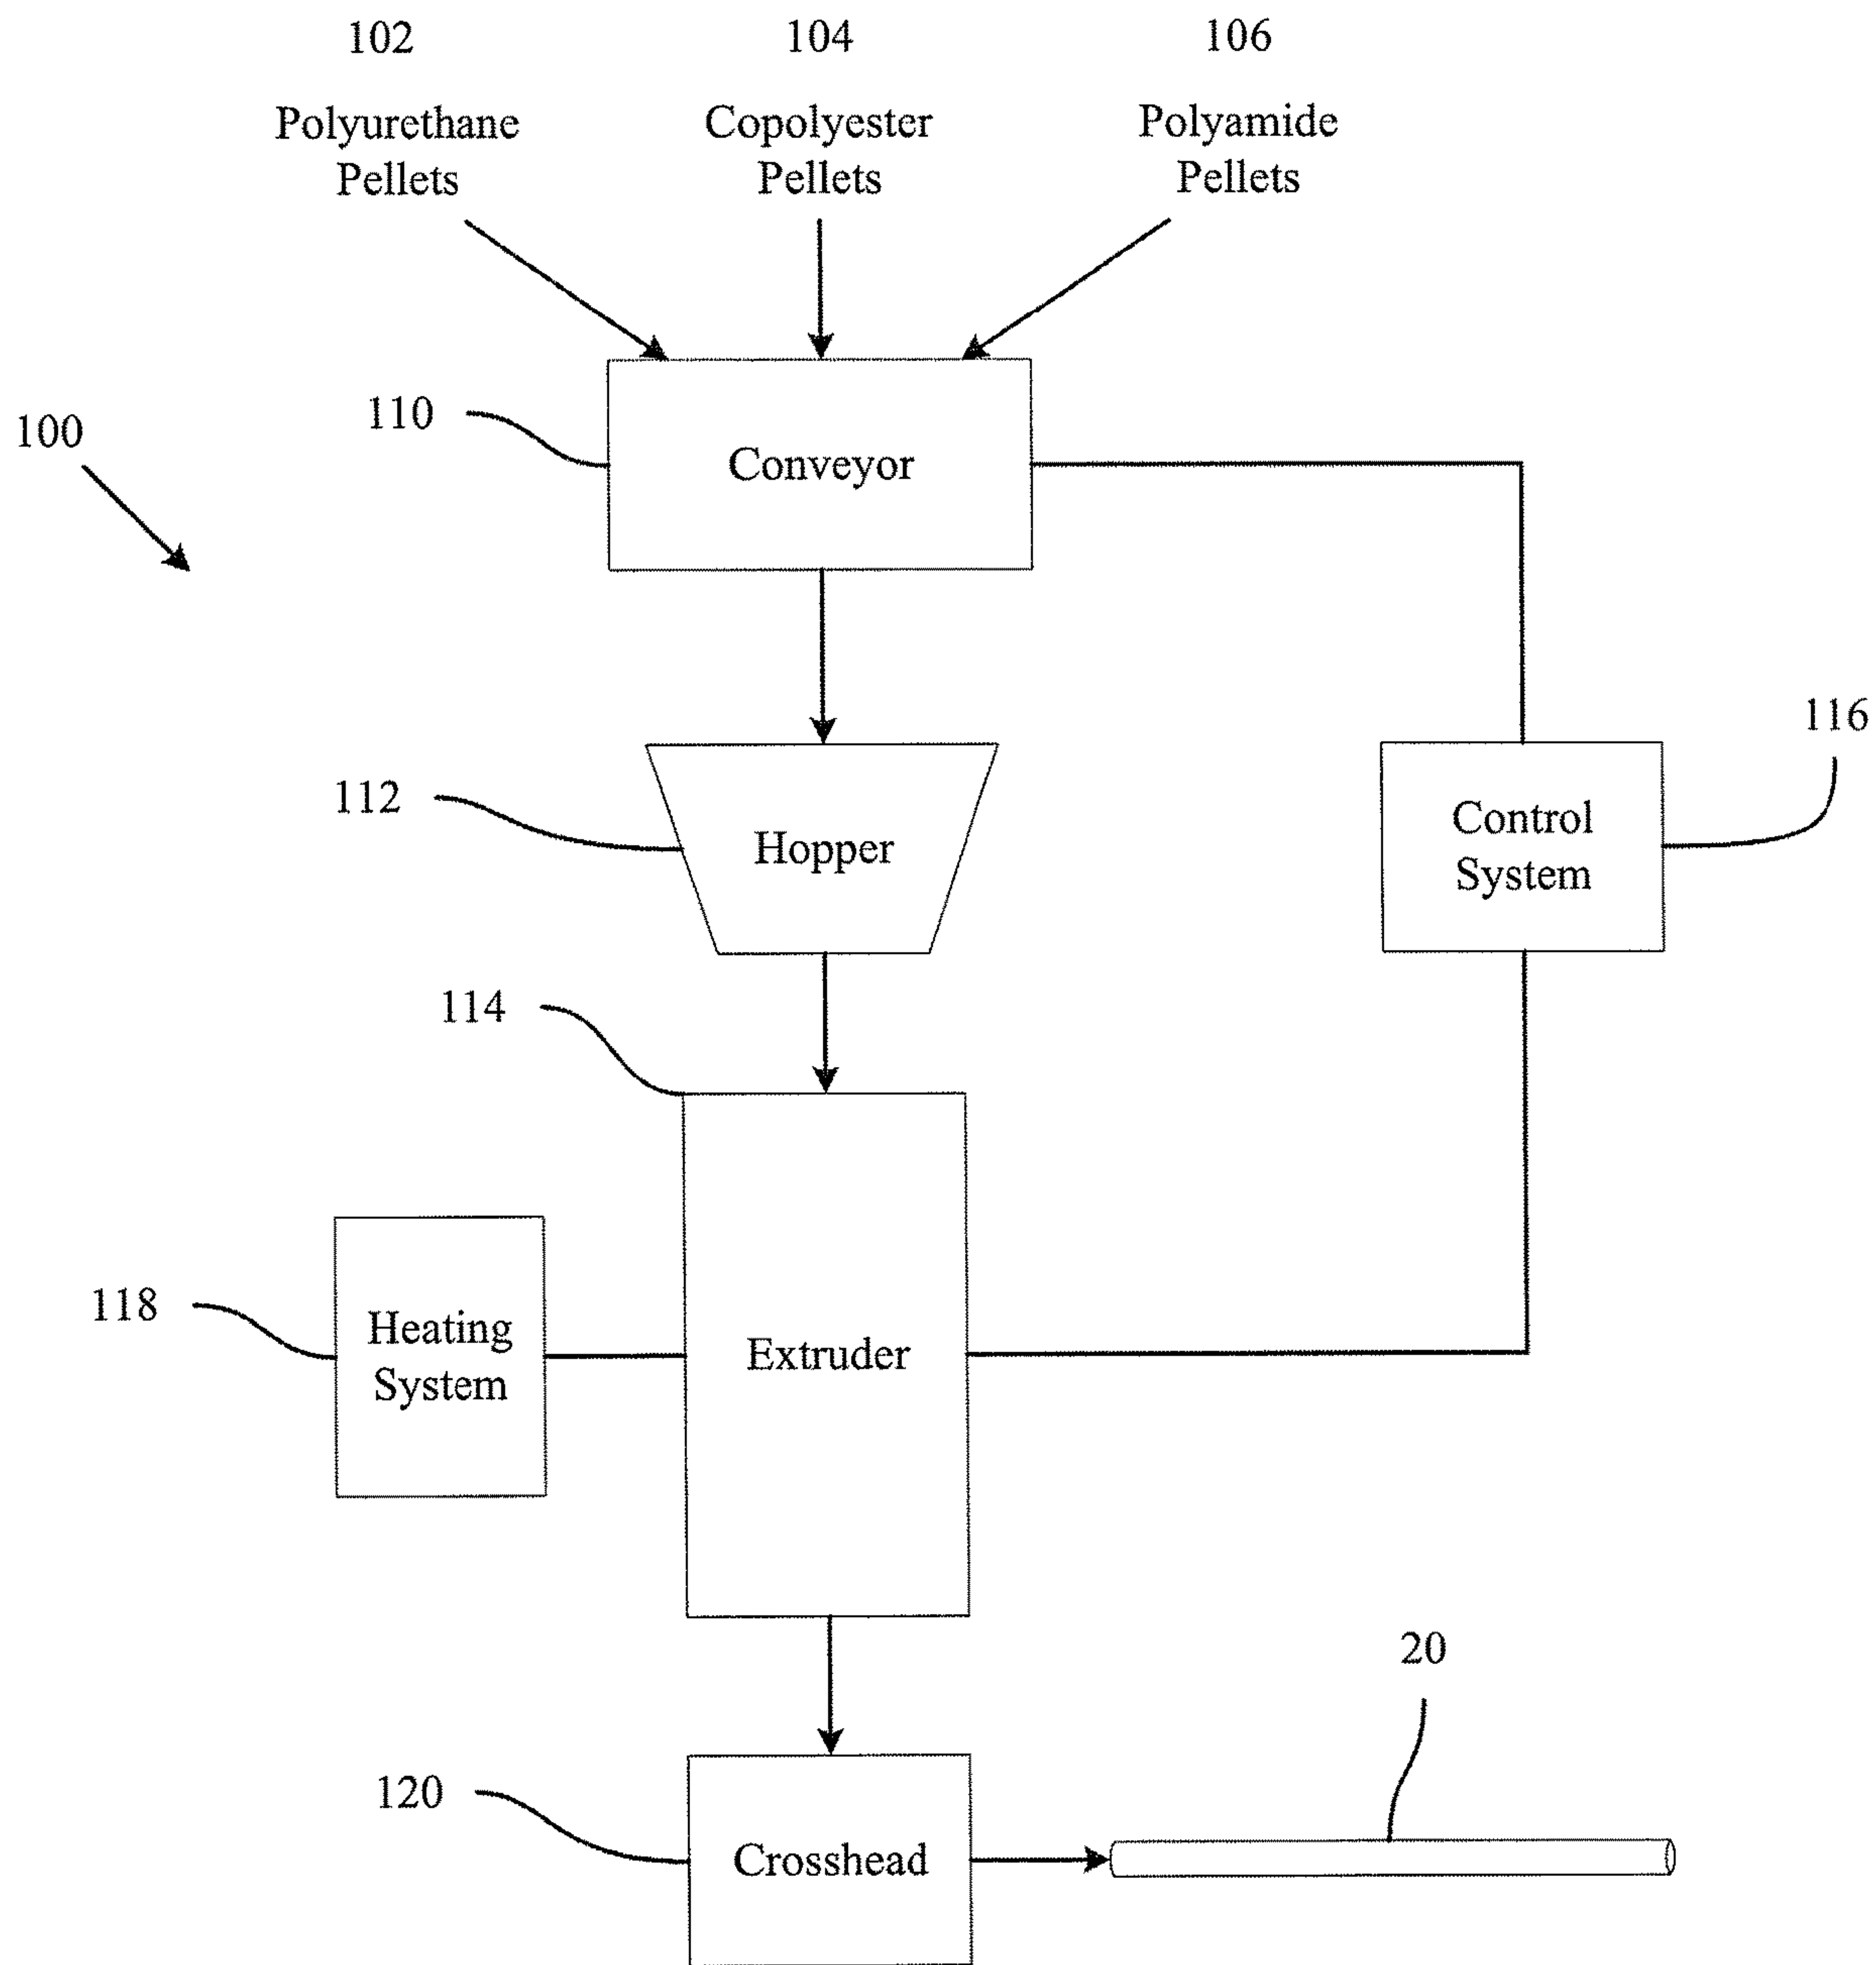 102
104
106
Polyurethane
Pellets
Copolyester
Pellets
Polyamide
Pellets
100
110
Conveyor
116
112
Hopper
Control
System
114
118
Heating
System
Extruder
20
120
Crosshead